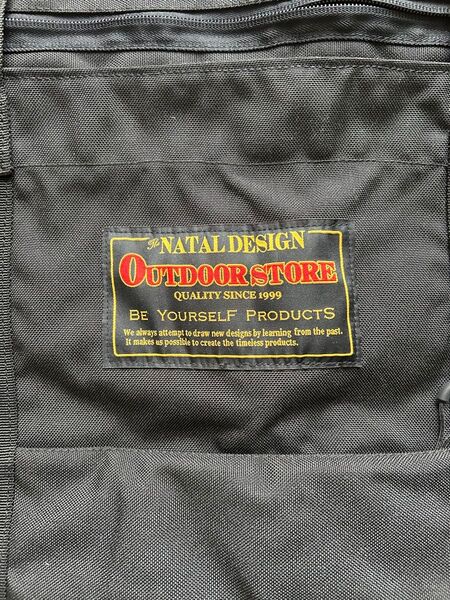 The NATAL DESIGN
OUTDOOR STORE
QUALITY SINCE 1999
BE YOURSELF PRODUCTS
We always attempt to draw new designs by learning from the past.
It makes us possible to create the timeless products.